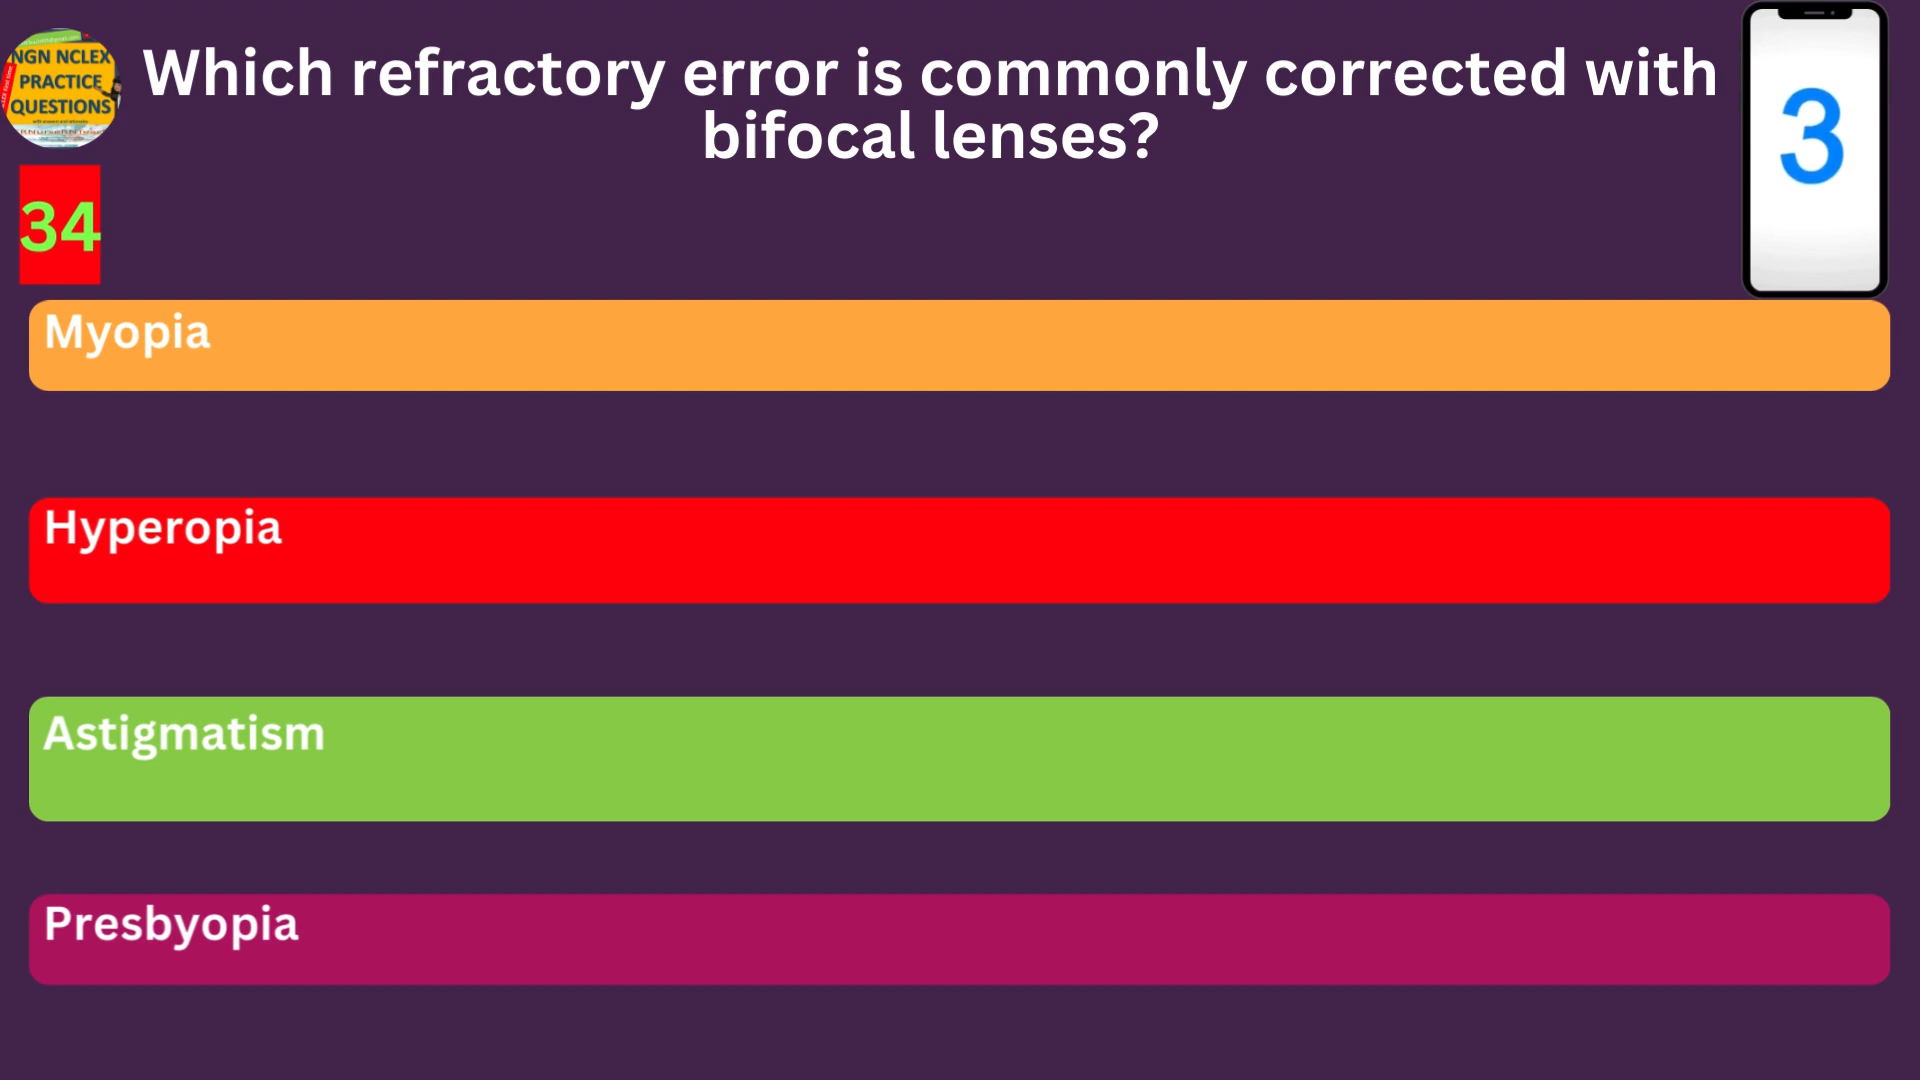 NGN NCLEX
PRACTICE
QUESTIONS
Which refractory error is commonly corrected with
bifocal lenses?
3
34
Myopia
Hyperopia
Astigmatism
Presbyopia